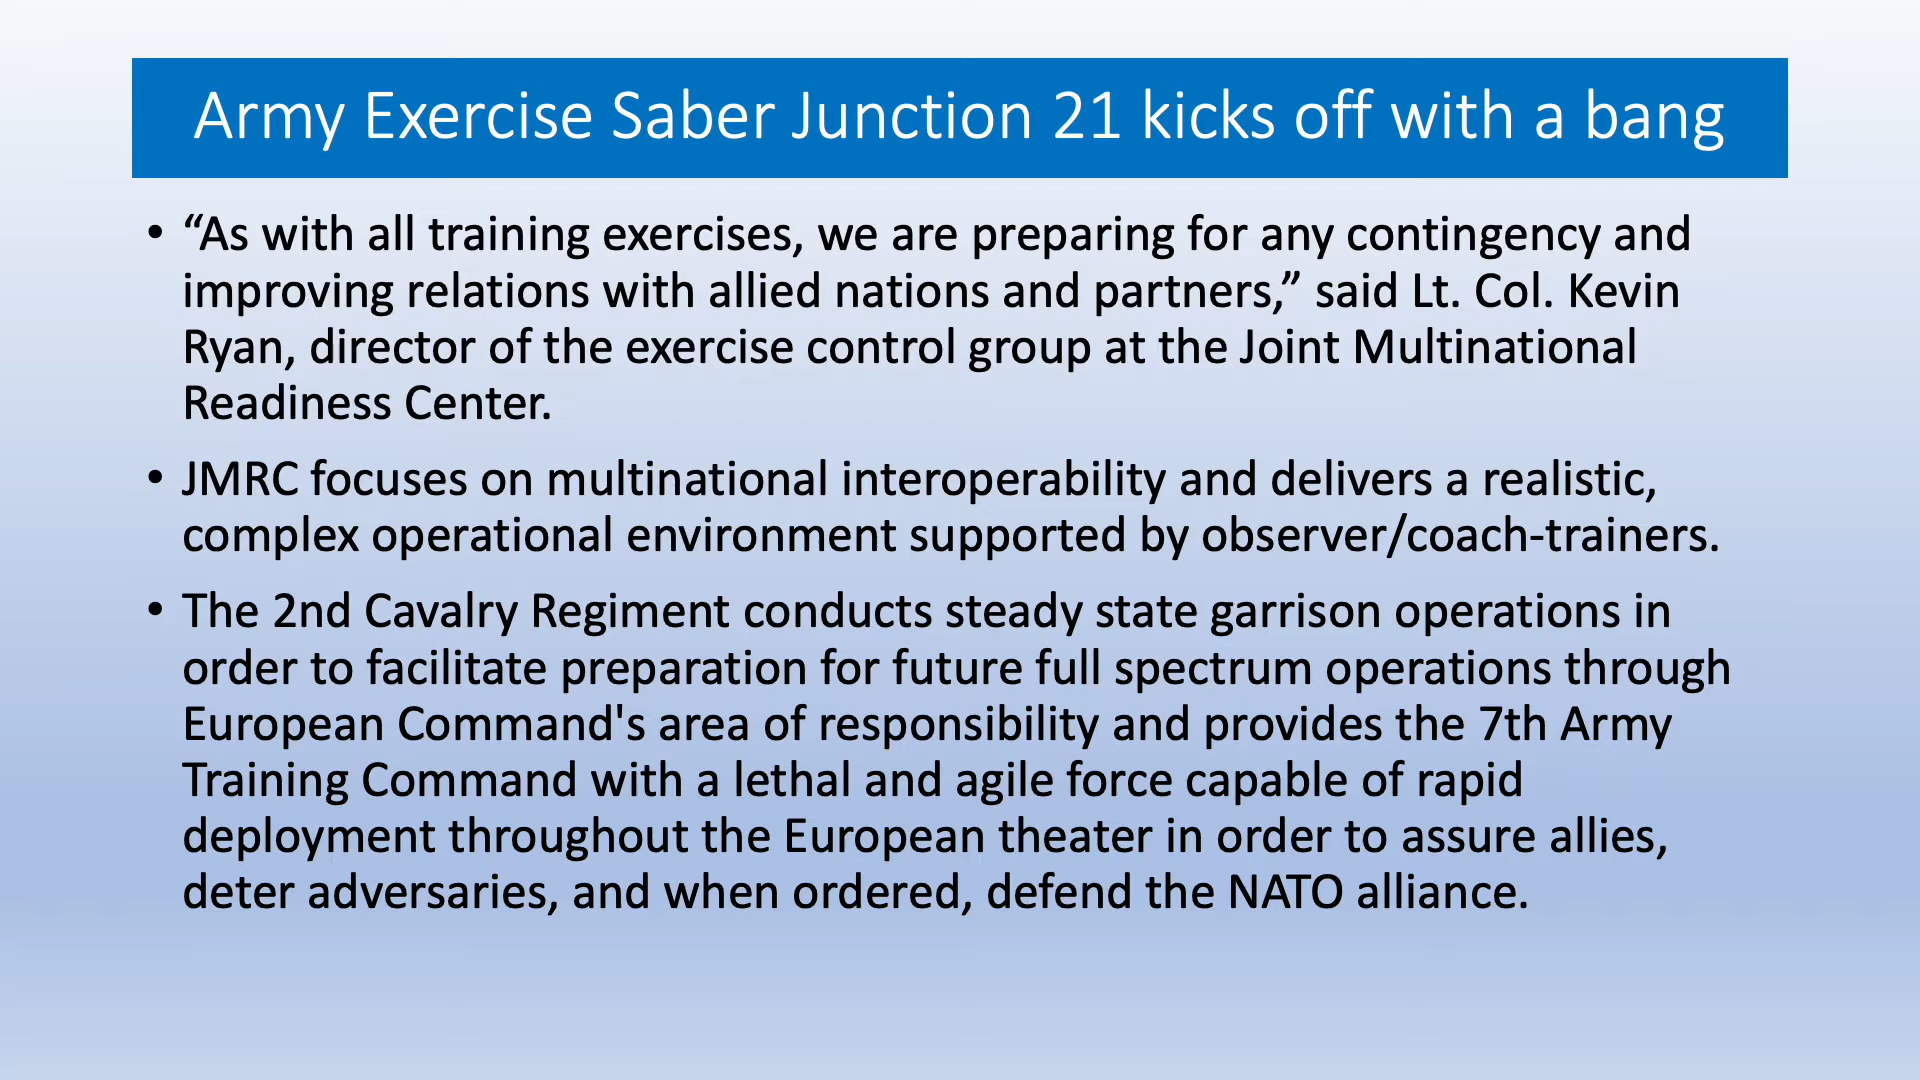 Army Exercise Saber Junction 21 kicks off with a bang
• “As with all training exercises, we are preparing for any contingency and
improving relations with allied nations and partners,” said Lt. Col. Kevin
Ryan, director of the exercise control group at the Joint Multinational
Readiness Center.
• JMRC focuses on multinational interoperability and delivers a realistic,
complex operational environment supported by observer/coach-trainers.
• The 2nd Cavalry Regiment conducts steady state garrison operations in
order to facilitate preparation for future full spectrum operations through
European Command's area of responsibility and provides the 7th Army
Training Command with a lethal and agile force capable of rapid
deployment throughout the European theater in order to assure allies,
deter adversaries, and when ordered, defend the NATO alliance.